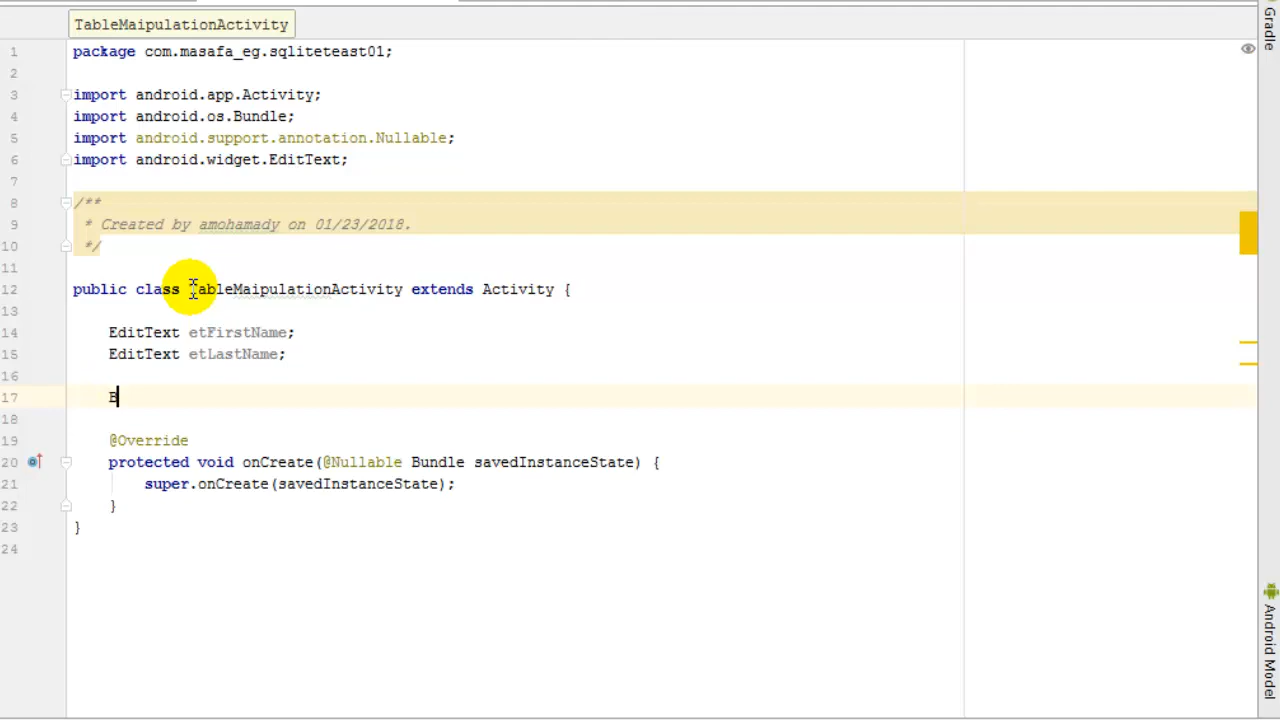 TableMaipulationActivity
1 package com.masafa_eg.sqliteteast01;
2
3 import android.app.Activity;
4 import android.os.Bundle;
5 import android.support.annotation.Nullable;
6 import android.widget.EditText;
7
8 /**
9 * Created by amohamady on 01/23/2018.
10 */
11
12 public class TableMaipulationActivity extends Activity {
13
14 EditText etFirstName;
15 EditText etLastName;
16
17 B
18
19 @Override
20 protected void onCreate(@Nullable Bundle savedInstanceState) {
21 super.onCreate(savedInstanceState);
22 }
23 }
24
Gradle
Android Model